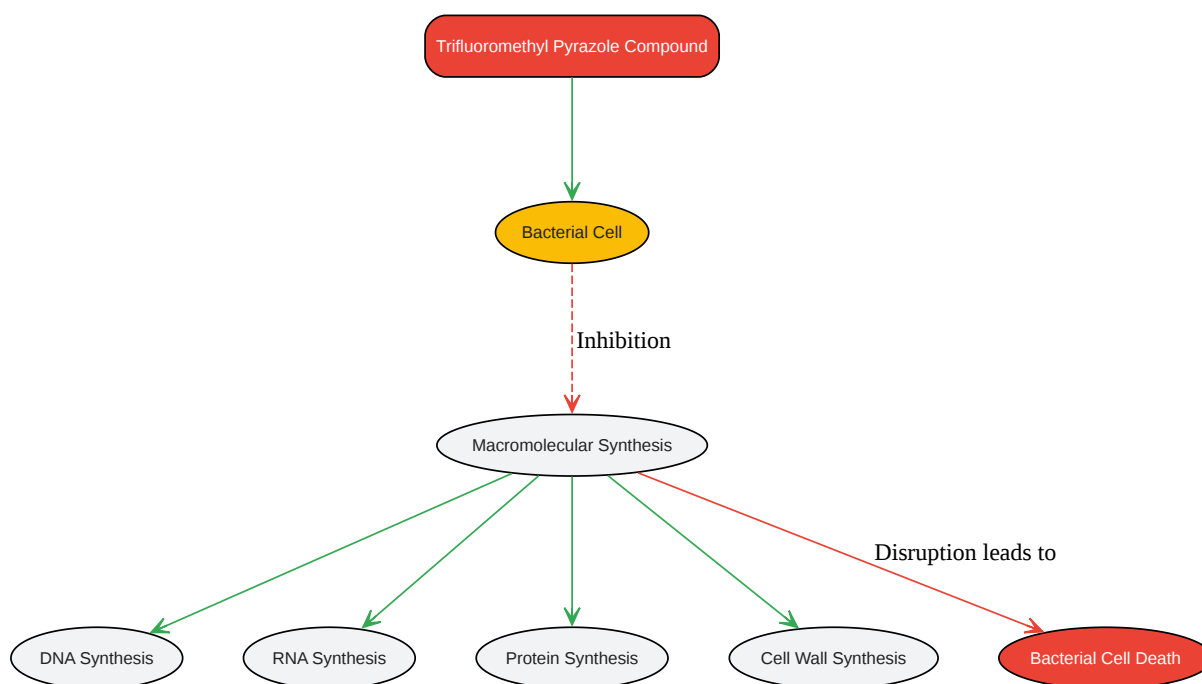 Trifluoromethyl Pyrazole Compound
Bacterial Cell
Inhibition
Macromolecular Synthesis
Disruption leads to
DNA Synthesis
RNA Synthesis
Protein Synthesis
Cell Wall Synthesis
Bacterial Cell Death